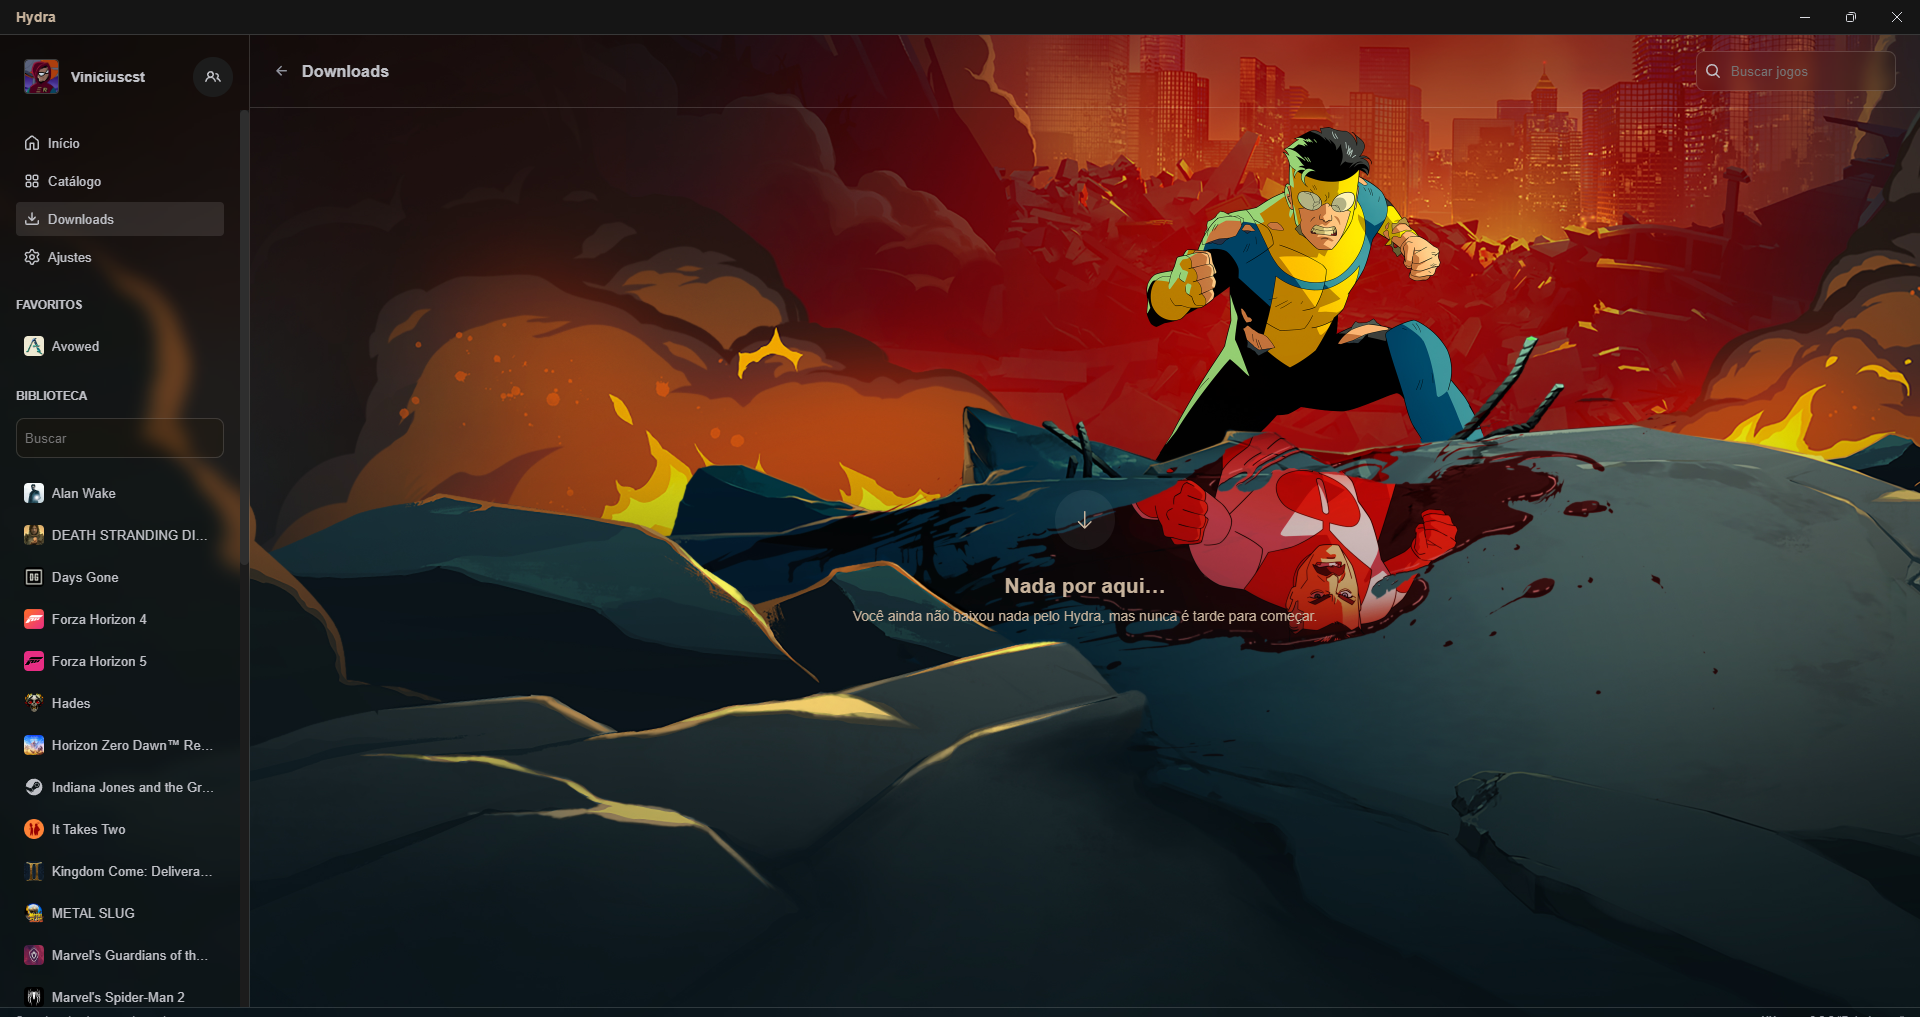 Hydra
Viniciuscst
Início
Catálogo
Downloads
Ajustes
FAVORITOS
Avowed
BIBLIOTECA
Buscar
Alan Wake
DEATH STRANDING DI...
Days Gone
Forza Horizon 4
Forza Horizon 5
Hades
Horizon Zero Dawn™ Re...
Indiana Jones and the Gr...
It Takes Two
Kingdom Come: Delivera...
METAL SLUG
Marvel's Guardians of th...
Marvel's Spider-Man 2
Downloads
Buscar jogos
Nada por aqui...
Você ainda não baixou nada pelo Hydra, mas nunca é tarde para começar.